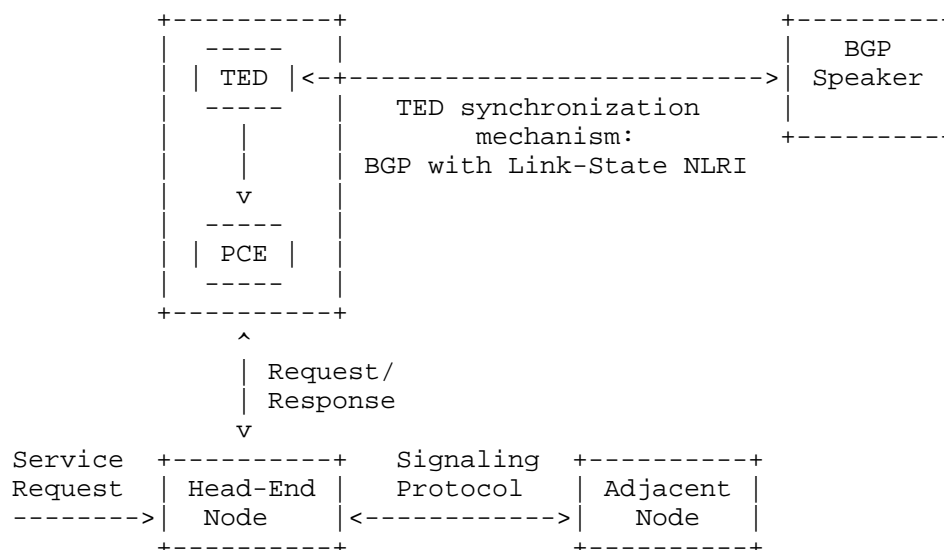 TED
BGP
Speaker
TED synchronization
mechanism:
BGP with Link-State NLRI
PCE
Request/
Response
Service
Request
Head-End
Node
Signaling
Protocol
Adjacent
Node